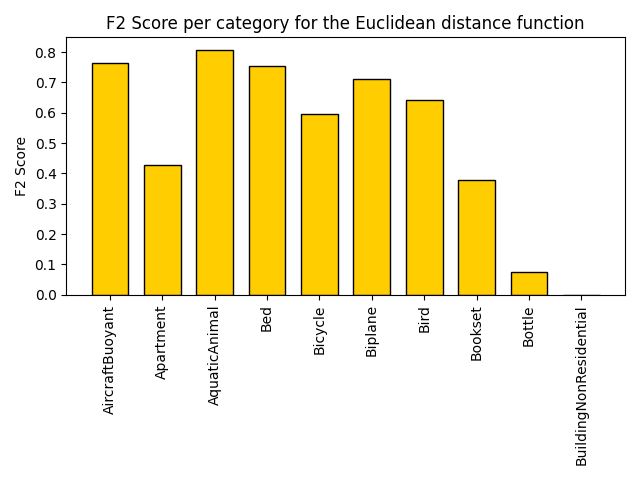 F2 Score per category for the Euclidean distance function
F2 Score
0.8
0.7
0.6
0.5
0.4
0.3
0.2
0.1
0.0
AircraftBuoyant
Apartment
AquaticAnimal
Bed
Bicycle
Biplane
Bird
Bookset
Bottle
BuildingNonResidential